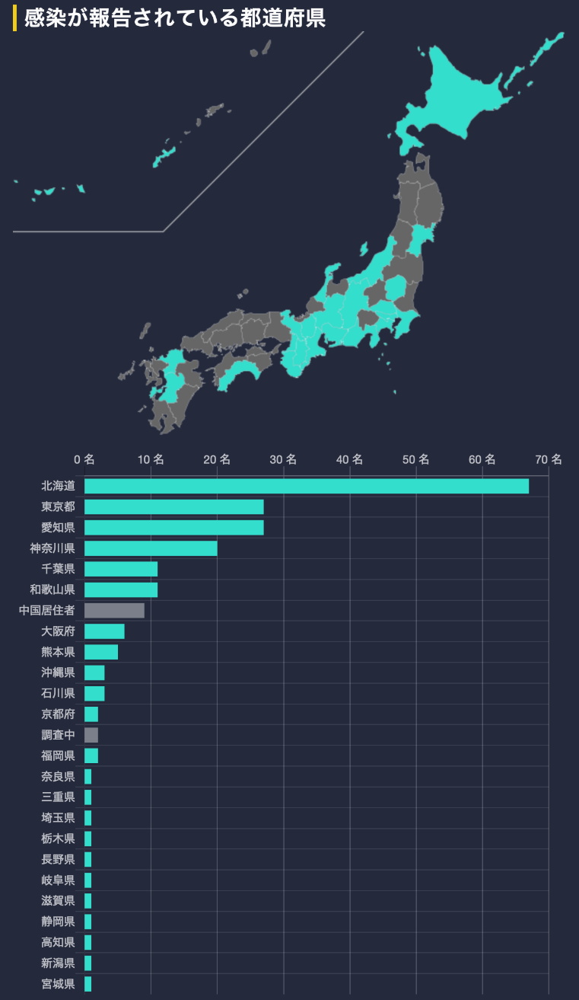 感染が報告されている都道府県
0 名 10 名 20 名 30 名 40 名 50 名 60 名 70 名
北海道
東京都
愛知県
神奈川県
千葉県
和歌山県
中国居住者
大阪府
熊本県
沖縄県
石川県
京都府
調査中
福岡県
奈良県
三重県
埼玉県
栃木県
長野県
岐阜県
滋賀県
静岡県
高知県
新潟県
宮城県